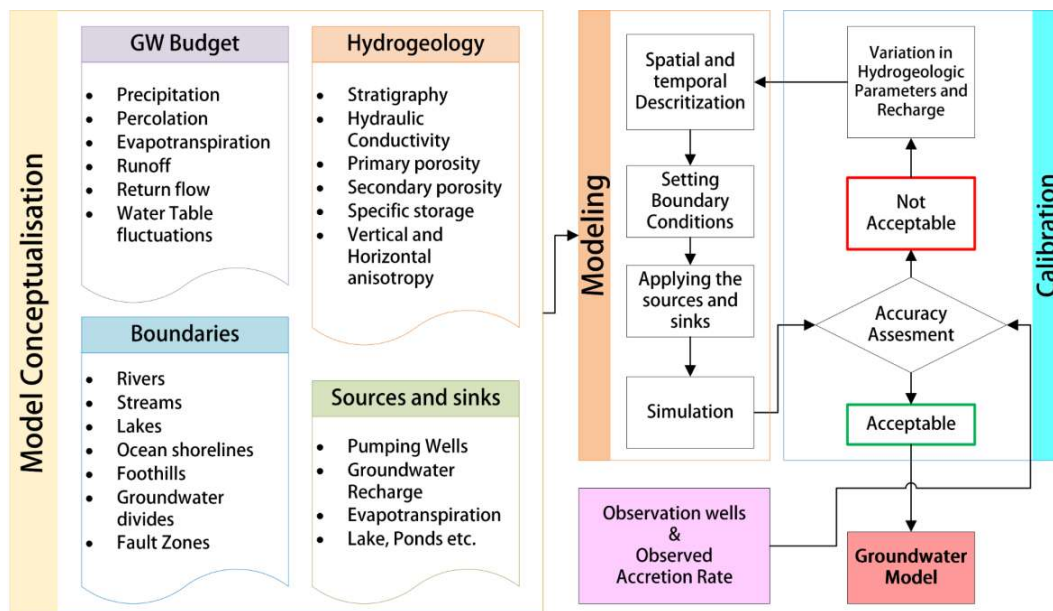 Model Conceptualisation
GW Budget
• Precipitation
• Percolation
• Evapotranspiration
• Runoff
• Return flow
• Water Table
fluctuations
Hydrogeology
• Stratigraphy
• Hydraulic
Conductivity
• Primary porosity
• Secondary porosity
• Specific storage
• Vertical and
Horizontal
anisotropy
Boundaries
• Rivers
• Streams
• Lakes
• Ocean shorelines
• Foothills
• Groundwater
divides
• Fault Zones
Sources and sinks
• Pumping Wells
• Groundwater
Recharge
• Evapotranspiration
• Lake, Ponds etc.
Modeling
Spatial and
temporal
Descritization
Setting
Boundary
Conditions
Applying the
sources and
sinks
Simulation
Variation in
Hydrogeologic
Parameters and
Recharge
Not
Acceptable
Accuracy
Assesment
Acceptable
Calibration
Observation wells
&
Observed
Accretion Rate
Groundwater
Model